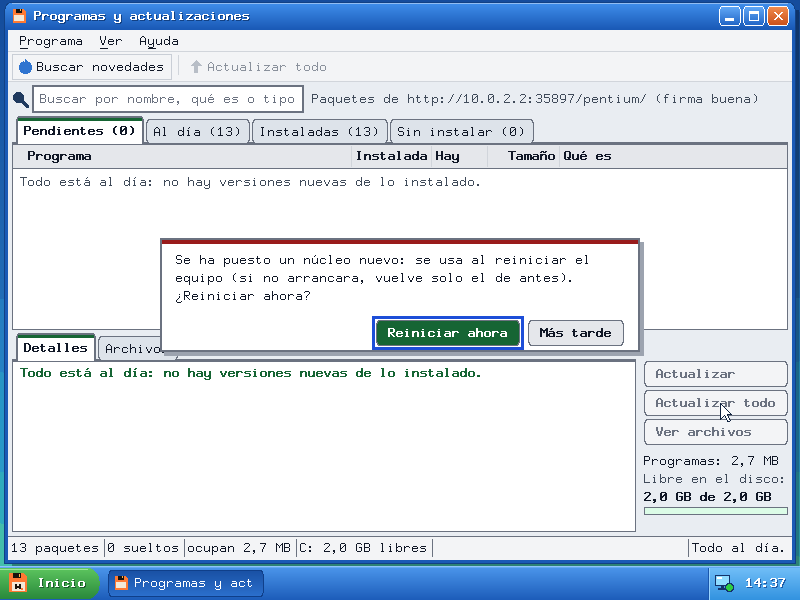 Programas y actualizaciones
Programa Ver Ayuda
Buscar novedades Actualizar todo
Buscar por nombre, qué es o tipo Paquetes de http://10.0.2.2:35897/pentium/ (firma buena)
Pendientes (0) Al día (13) Instaladas (13) Sin instalar (0)
Programa Instalada Hay Tamaño Qué es
Todo está al día: no hay versiones nuevas de lo instalado.
Se ha puesto un núcleo nuevo: se usa al reiniciar el
equipo (si no arrancara, vuelve solo el de antes).
¿Reiniciar ahora?
Reiniciar ahora Más tarde
Detalles Archivo
Todo está al día: no hay versiones nuevas de lo instalado.
Actualizar
Actualizar todo
Ver archivos
Programas: 2,7 MB
Libre en el disco:
2,0 GB de 2,0 GB
13 paquetes 0 sueltos ocupan 2,7 MB C: 2,0 GB libres Todo al día.
Inicio Programas y act 14:37